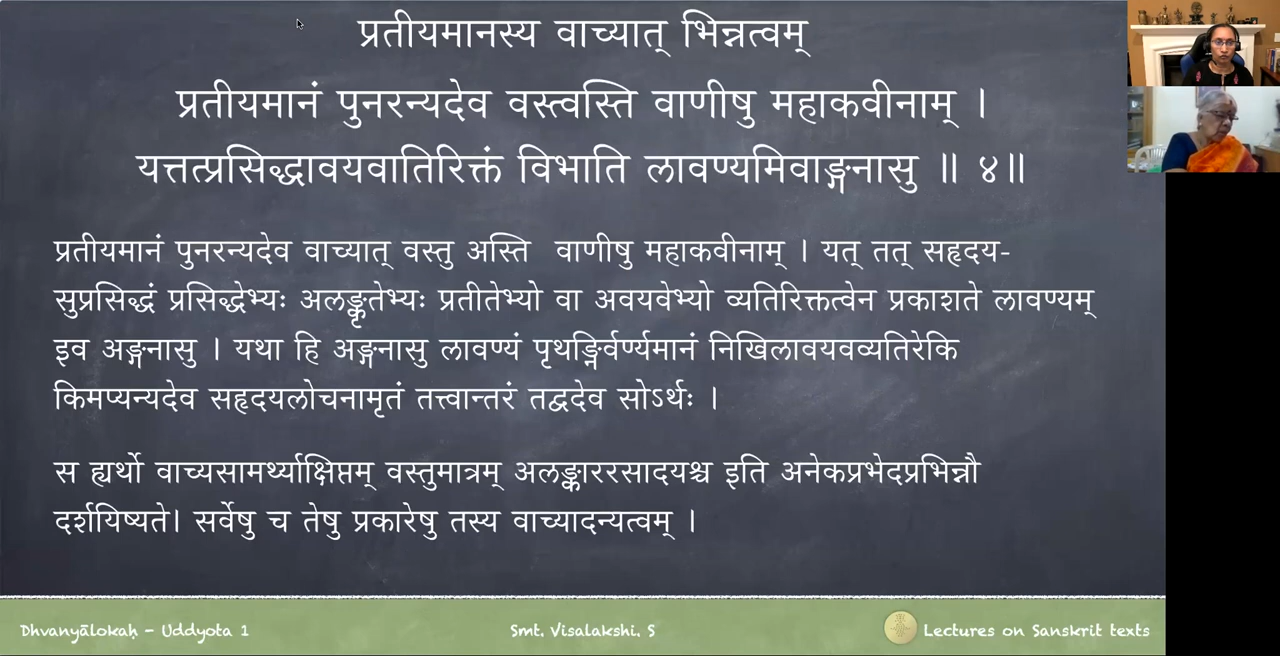 प्रतीयमानस्य वाच्यात् भिन्नत्वम्
प्रतीयमानं पुनरन्यदेव वस्त्वस्ति वाणीषु महाकवीनाम् ।
यत्तत्प्रसिद्धावयवातिरिक्तं विभाति लावण्यमिवाङ्गनासु ॥ ४॥
प्रतीयमानं पुनरन्यदेव वाच्यात् वस्तु अस्ति वाणीषु महाकवीनाम् । यत् तत् सहृदय-
सुप्रसिद्धं प्रसिद्धेभ्यः अलङ्कृतेभ्यः प्रतीतेभ्यो वा अवयवेभ्यो व्यतिरिक्तत्वेन प्रकाशते लावण्यम्
इव अङ्गनासु । यथा हि अङ्गनासु लावण्यं पृथङ्निर्वर्ण्यमानं निखिलावयवव्यतिरेकि
किमप्यन्यदेव सहृदयलोचनामृतं तत्त्वान्तरं तद्वदेव सोऽर्थः ।
स ह्यर्थो वाच्यसामर्थ्याक्षिप्तम् वस्तुमात्रम् अलङ्काररसादयश्च इति अनेकप्रभेदप्रभिन्नौ
दर्शयिष्यते। सर्वेषु च तेषु प्रकारेषु तस्य वाच्यादन्यत्वम् ।
Dhvanyālokaḥ - Uddyota 1
Smt. Visalakshi. S
Lectures on Sanskrit texts